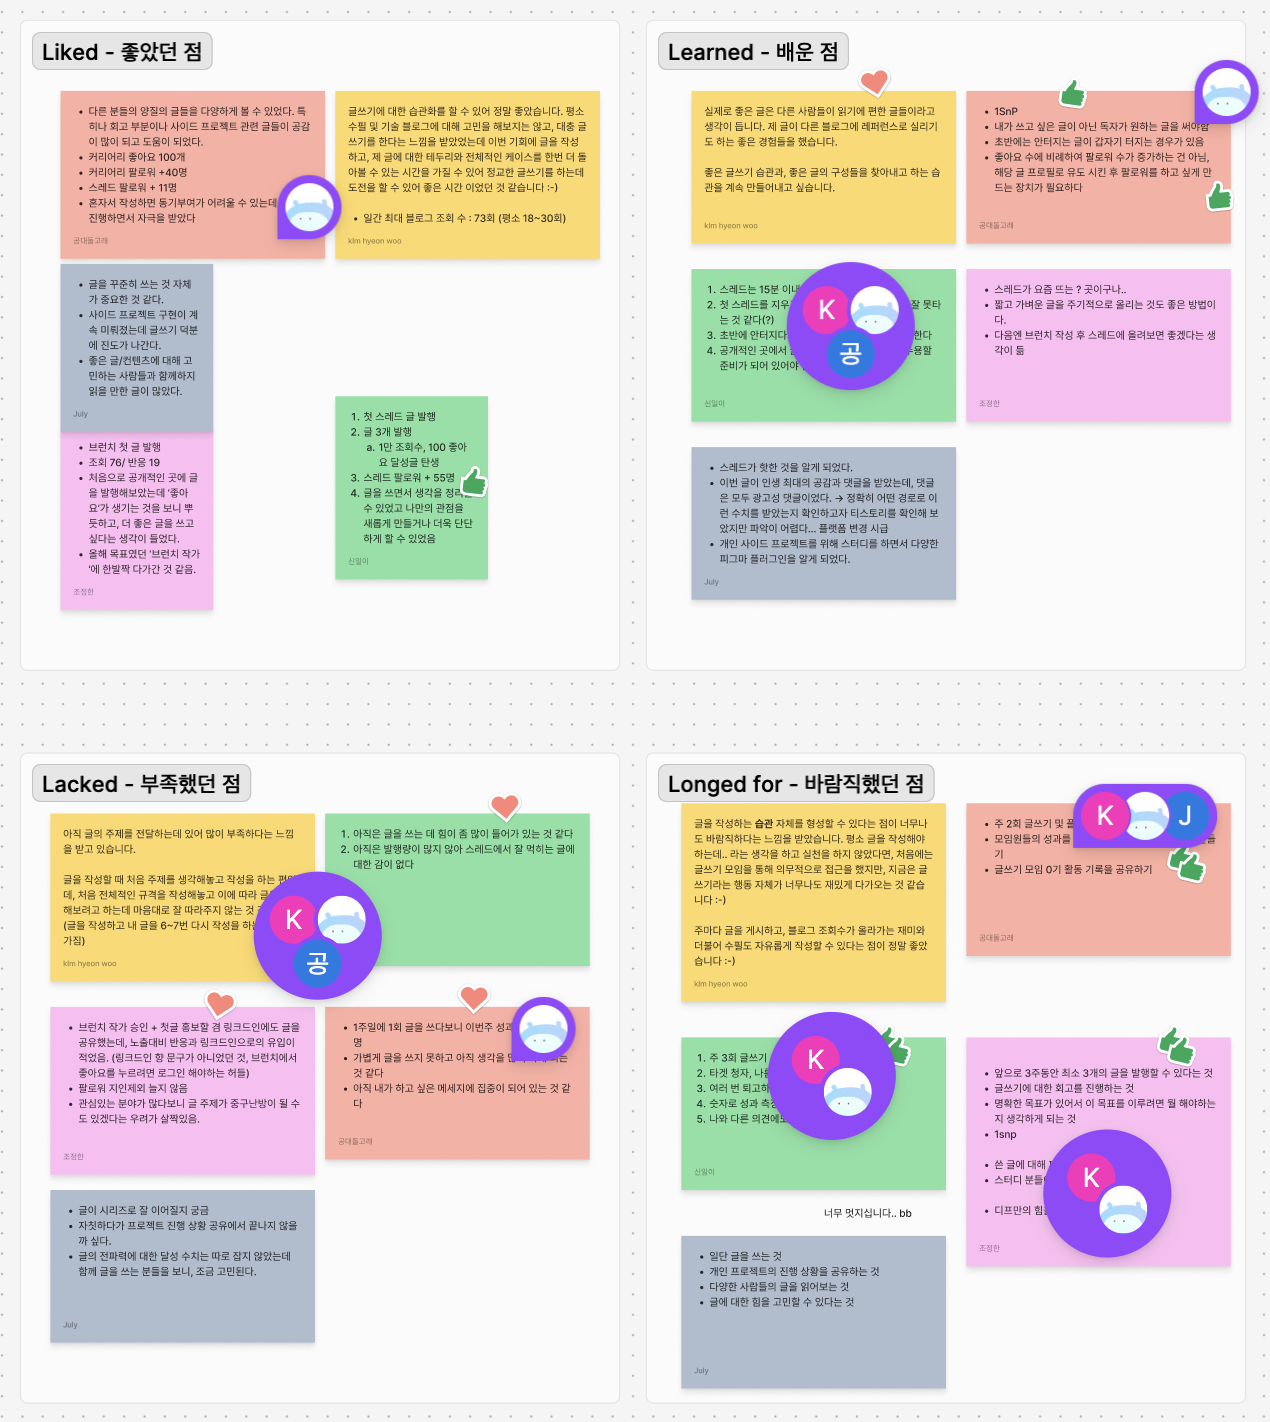 Liked - 좋았던 점
다른 분들의 양질의 글들을 다양하게 볼 수 있었다. 특
히나 회고 부분이나 사이드 프로젝트 관련 글들이 공감
이 많이 되고 도움이 되었다.
커리어리 좋아요 100개
커리어리 팔로워 +40명
스레드 팔로워 + 11명
혼자서 작성하면 동기부여가 어려울 수 있는데
진행하면서 자극을 받았다
공대돌고래
글쓰기에 대한 습관화를 할 수 있어 정말 좋았습니다. 평소
수필 및 기술 블로그에 대해 고민을 해보지는 않고, 대충 글
쓰기를 한다는 느낌을 받았었는데 이번 기회에 글을 작성
하고, 제 글에 대한 테두리와 전체적인 케이스를 한번 더 돌
아볼 수 있는 시간을 가질 수 있어 정교한 글쓰기를 하는데
도전을 할 수 있어 좋은 시간 이었던 것 같습니다 :-)
일간 최대 블로그 조회 수 : 73회 (평소 18~30회)
kim hyeon woo
글을 꾸준히 쓰는 것 자체
가 중요한 것 같다.
사이드 프로젝트 구현이 계
속 미뤄졌는데 글쓰기 덕분
에 진도가 나간다.
좋은 글/컨텐츠에 대해 고
민하는 사람들과 함께하지
읽을 만한 글이 많았다.
July
브런치 첫 글 발행
조회 76/ 반응 19
처음으로 공개적인 곳에 글
을 발행해보았는데 '좋아
요'가 생기는 것을 보니 뿌
듯하고, 더 좋은 글을 쓰고
싶다는 생각이 들었다.
올해 목표였던 '브런치 작가
'에 한발짝 다가간 것 같음.
조정한
1. 첫 스레드 글 발행
2. 글 3개 발행
a. 1만 조회수, 100 좋아
요 달성글 탄생
3. 스레드 팔로워 + 55명
4. 글을 쓰면서 생각을 정리
수 있었고 나만의 관점을
새롭게 만들거나 더욱 단단
하게 할 수 있었음
신일이
Learned - 배운 점
실제로 좋은 글은 다른 사람들이 읽기에 편한 글들이라고
생각이 듭니다. 제 글이 다른 블로그에 레퍼런스로 실리기
도 하는 좋은 경험들을 했습니다.
좋은 글쓰기 습관과, 좋은 글의 구성들을 찾아내고 하는 습
관을 계속 만들어내고 싶습니다.
kim hyeon woo
1SnP
내가 쓰고 싶은 글이 아닌 독자가 원하는 글을 써야함
초반에는 안터지는 글이 갑자기 터지는 경우가 있음
좋아요 수에 비례하여 팔로워 수가 증가하는 건 아님,
해당 글 프로필로 유도 시킨 후 팔로워를 하고 싶게 만
드는 장치가 필요하다
공대돌고래
1. 스레드는 15분 이내
2. 첫 스레드를 지우 잘 못타
는 것 같다(?)
3. 초반에 안터지다 한다
4. 공개적인 곳에서 수용할
준비가 되어 있어야
신일이
K
공
스레드가 요즘 뜨는 ? 곳이구나..
짧고 가벼운 글을 주기적으로 올리는 것도 좋은 방법이
다.
다음엔 브런치 작성 후 스레드에 올려보면 좋겠다는 생
각이 듦
조정한
스레드가 핫한 것을 알게 되었다.
이번 글이 인생 최대의 공감과 댓글을 받았는데, 댓글
은 모두 광고성 댓글이었다. → 정확히 어떤 경로로 이
런 수치를 받았는지 확인하고자 티스토리를 확인해 보
았지만 파악이 어렵다... 플랫폼 변경 시급
개인 사이드 프로젝트를 위해 스터디를 하면서 다양한
피그마 플러그인을 알게 되었다.
July
Lacked - 부족했던 점
아직 글의 주제를 전달하는데 있어 많이 부족하다는 느낌
을 받고 있습니다.
글을 작성할 때 처음 주제를 생각해놓고 작성을 하는 편인
데, 처음 전체적인 규격을 작성해놓고 이에 따라 글
해보려고 하는데 마음대로 잘 따라주지 않는 것
(글을 작성하고 내 글을 6~7번 다시 작성을 하는
가짐)
kim hyeon woo
1. 아직은 글을 쓰는 데 힘이 좀 많이 들어가 있는 것 같다
2. 아직은 발행량이 많지 않아 스레드에서 잘 먹히는 글에
대한 감이 없다
K
공
브런치 작가 승인 + 첫글 홍보할 겸 링크드인에도 글을
공유했는데, 노출대비 반응과 링크드인으로의 유입이
적었음. (링크드인 향 문구가 아니었던 것, 브런치에서
좋아요를 누르려면 로그인 해야하는 허들)
팔로워 지인제외 늘지 않음
관심있는 분야가 많다보니 글 주제가 중구난방이 될 수
도 있겠다는 우려가 살짝있음.
조정한
1주일에 1회 글을 쓰다보니 이번주 성과
명
가볍게 글을 쓰지 못하고 아직 생각을 많
것 같다
아직 내가 하고 싶은 메세지에 집중이 되어 있는 것 같
다
공대돌고래
글이 시리즈로 잘 이어질지 궁금
자칫하다가 프로젝트 진행 상황 공유에서 끝나지 않을
까 싶다.
글의 전파력에 대한 달성 수치는 따로 잡지 않았는데
함께 글을 쓰는 분들을 보니, 조금 고민된다.
July
Longed for - 바람직했던 점
글을 작성하는 습관 자체를 형성할 수 있다는 점이 너무나
도 바람직하다는 느낌을 받았습니다. 평소 글을 작성해야
하는데.. 라는 생각을 하고 실천을 하지 않았다면, 처음에는
글쓰기 모임을 통해 의무적으로 접근을 했지만, 지금은 글
쓰기라는 행동 자체가 너무나도 재밌게 다가오는 것 같습
니다 :-)
주마다 글을 게시하고, 블로그 조회수가 올라가는 재미와
더불어 수필도 자유롭게 작성할 수 있다는 점이 정말 좋았
습니다 :-)
kim hyeon woo
K
J
주 2회 글쓰기 및
모임원들의 성과를
기
글쓰기 모임 0기 활동 기록을 공유하기
공대돌고래
1. 주 3회 글쓰기
2. 타겟 청자,
3. 여러 번 퇴고하
4. 숫자로 성과 측정
5. 나와 다른 의견에도
신일이
K
너무 멋지십니다.. bb
앞으로 3주동안 최소 3개의 글을 발행할 수 있다는 것
글쓰기에 대한 회고를 진행하는 것
명확한 목표가 있어서 이 목표를 이루려면 뭘 해야하는
지 생각하게 되는 것
1snp
쓴 글에 대해
스터디 분들
디프만의 힘
조정한
K
일단 글을 쓰는 것
개인 프로젝트의 진행 상황을 공유하는 것
다양한 사람들의 글을 읽어보는 것
글에 대한 힘을 고민할 수 있다는 것
July